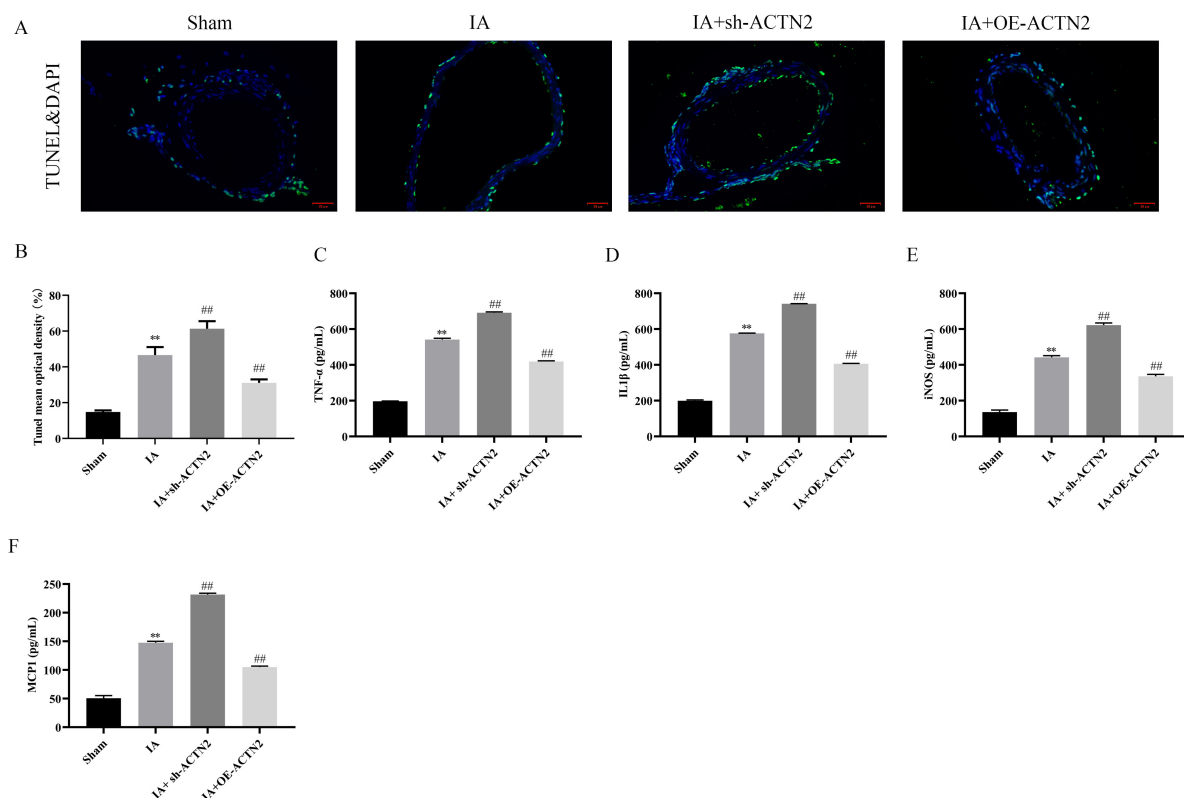 A
Sham
IA
IA+sh-ACTN2
IA+OE-ACTN2
TUNEL&DAPI
B
Tunel mean optical density (%)
80
60
40
20
0
**
##
##
Sham
IA
IA+sh-ACTN2
IA+OE-ACTN2
C
TNF-α (pg/mL)
800
600
400
200
0
**
##
##
Sham
IA
IA+ sh-ACTN2
IA+OE-ACTN2
D
IL1β (pg/mL)
800
600
400
200
0
**
##
##
Sham
IA
IA+ sh-ACTN2
IA+OE-ACTN2
E
iNOS (pg/mL)
800
600
400
200
0
**
##
##
Sham
IA
IA+ sh-ACTN2
IA+OE-ACTN2
F
MCP1 (pg/mL)
250
200
150
100
50
0
**
##
##
Sham
IA
IA+ sh-ACTN2
IA+OE-ACTN2